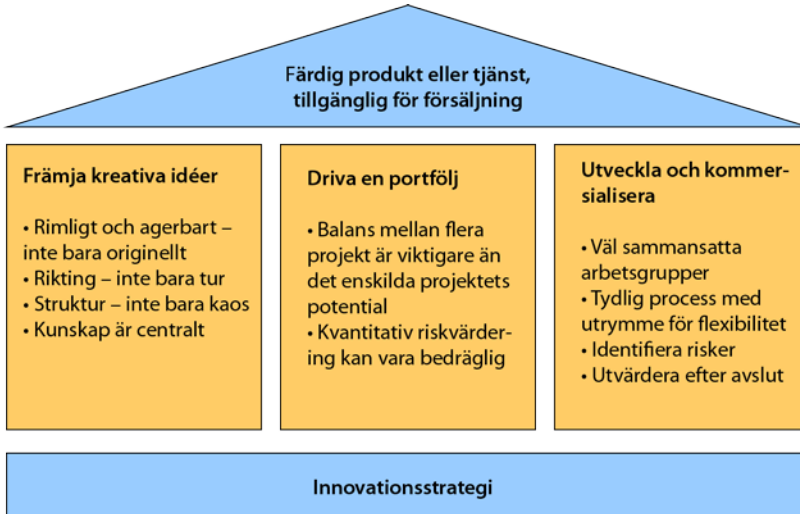 Färdig produkt eller tjänst,
tillgänglig för försäljning
Främja kreativa idéer
• Rimligt och agerbart –
inte bara originellt
• Rikting – inte bara tur
• Struktur – inte bara kaos
• Kunskap är centralt
Driva en portfölj
• Balans mellan flera
projekt är viktigare än
det enskilda projektets
potential
• Kvantitativ riskvärder-
ing kan vara bedräglig
Utveckla och kommer-
sialisera
• Väl sammansatta
arbetsgrupper
• Tydlig process med
utrymme för flexibilitet
• Identifiera risker
• Utvärdera efter avslut
Innovationsstrategi